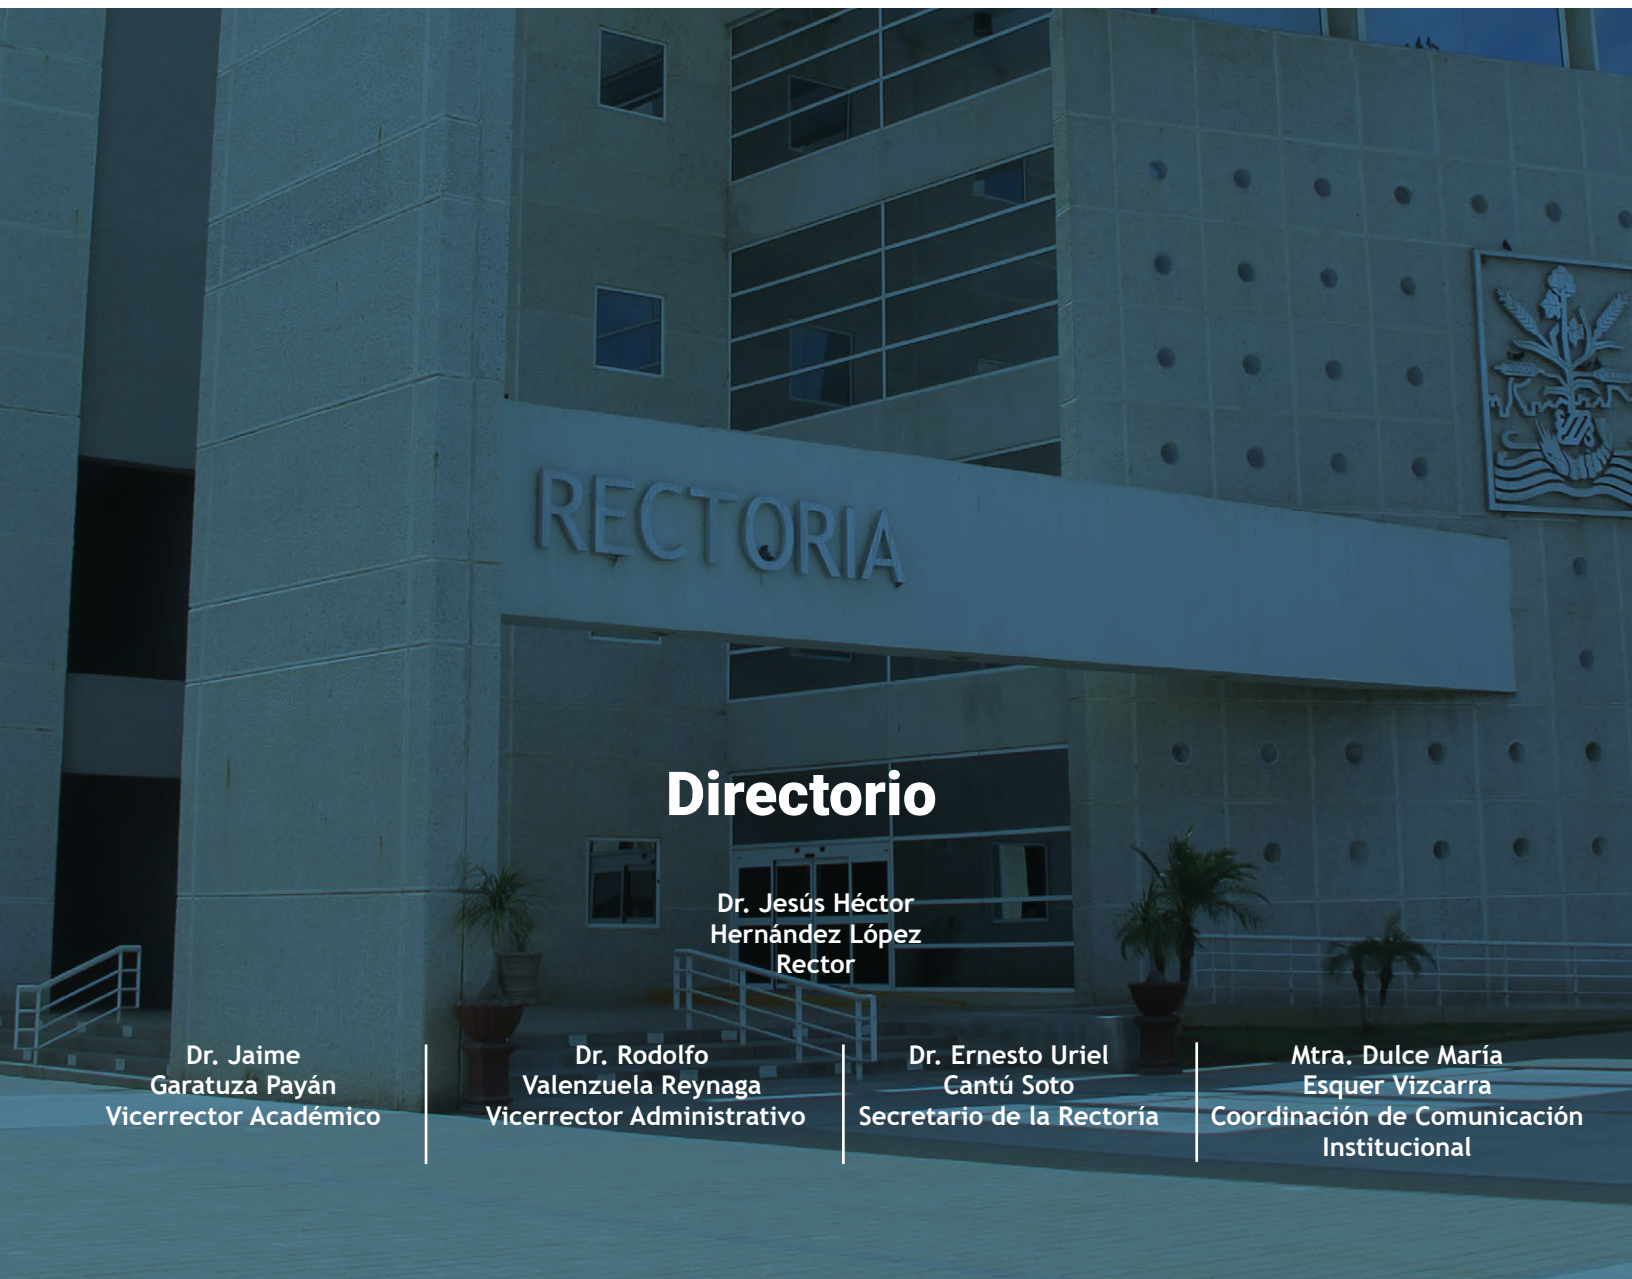 RECTORIA
Directorio
Dr. Jesús Héctor
Hernández López
Rector
Dr. Jaime
Garatuza Payán
Vicerrector Académico
Dr. Rodolfo
Valenzuela Reynaga
Vicerrector Administrativo
Dr. Ernesto Uriel
Cantú Soto
Secretario de la Rectoría
Mtra. Dulce María
Esquer Vizcarra
Coordinación de Comunicación
Institucional